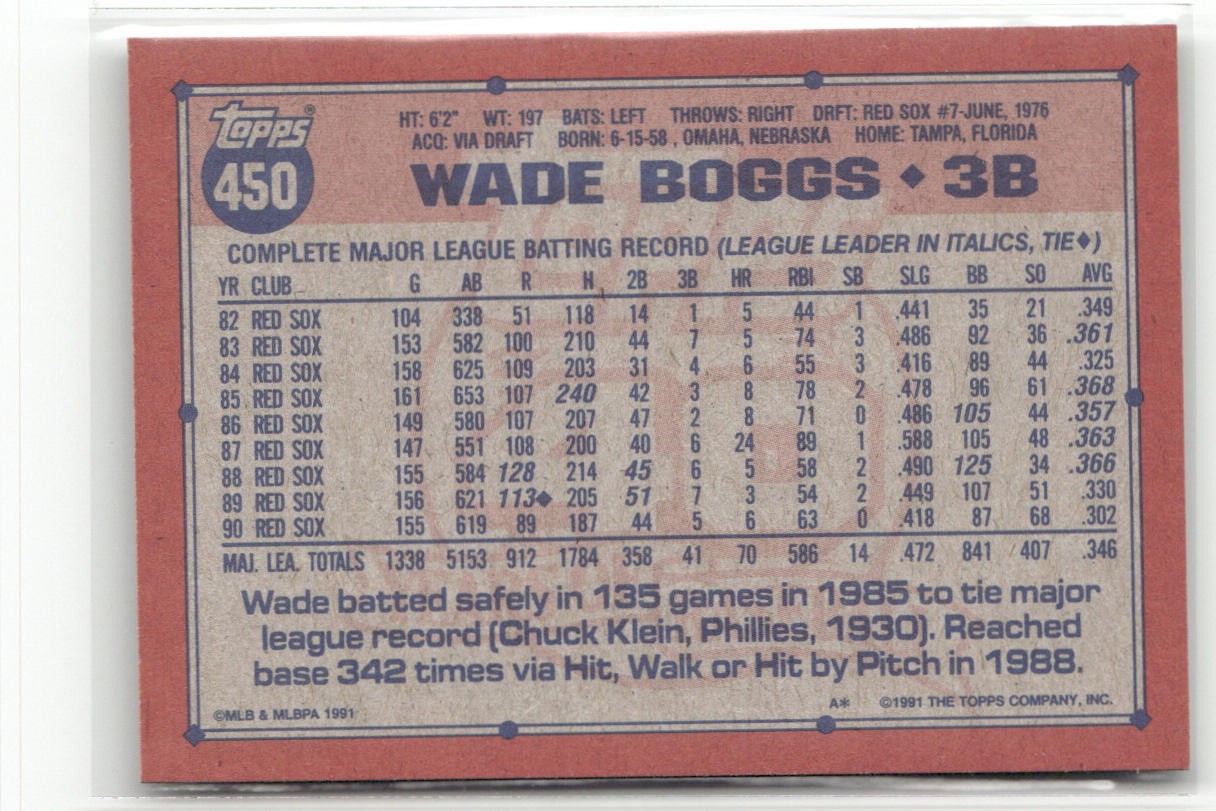 topps®
450
HT: 6'2" WT: 197 BATS: LEFT THROWS: RIGHT DRFT: RED SOX #7-JUNE, 1976
ACQ: VIA DRAFT BORN: 6-15-58 , OMAHA, NEBRASKA HOME: TAMPA, FLORIDA
WADE BOGGS ◆ 3B
COMPLETE MAJOR LEAGUE BATTING RECORD (LEAGUE LEADER IN ITALICS, TIE◆)
YR CLUB G AB R H 2B 3B HR RBI SB SLG BB SO AVG
82 RED SOX 104 338 51 118 14 1 5 44 1 .441 35 21 .349
83 RED SOX 153 582 100 210 44 7 5 74 3 .486 92 36 .361
84 RED SOX 158 625 109 203 31 4 6 55 3 .416 89 44 .325
85 RED SOX 161 653 107 240 42 3 8 78 2 .478 96 61 .368
86 RED SOX 149 580 107 207 47 2 8 71 0 .486 105 44 .357
87 RED SOX 147 551 108 200 40 6 24 89 1 .588 105 48 .363
88 RED SOX 155 584 128 214 45 6 5 58 2 .490 125 34 .366
89 RED SOX 156 621 113◆ 205 51 7 3 54 2 .449 107 51 .330
90 RED SOX 155 619 89 187 44 5 6 63 0 .418 87 68 .302
MAJ. LEA. TOTALS 1338 5153 912 1784 358 41 70 586 14 .472 841 407 .346
Wade batted safely in 135 games in 1985 to tie major
league record (Chuck Klein, Phillies, 1930). Reached
base 342 times via Hit, Walk or Hit by Pitch in 1988.
©MLB & MLBPA 1991 A* ©1991 THE TOPPS COMPANY, INC.